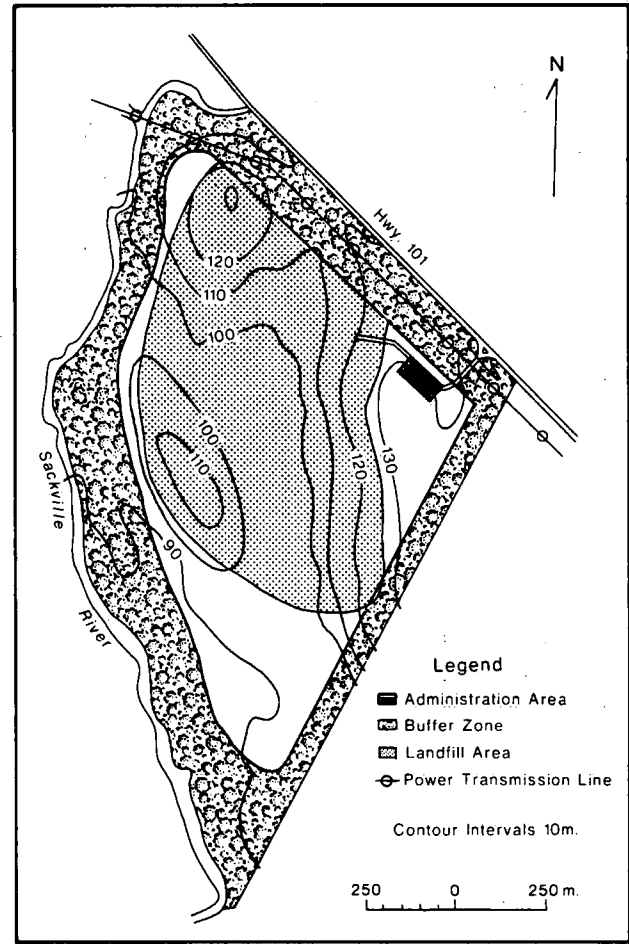 N
Hwy. 101
120
110
100
100
110
120
130
90
Sackville
River
Legend
Administration Area
Buffer Zone
Landfill Area
Power Transmission Line
Contour Intervals 10m.
250 0 250 m.